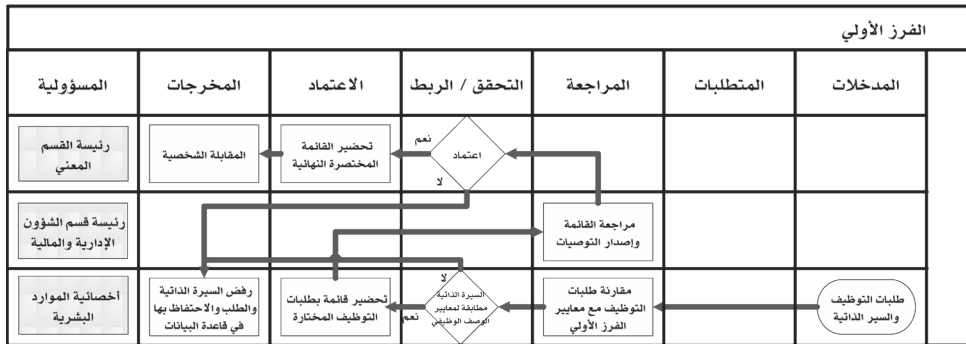 الفرز الأولي
المدخلات
المتطلبات
المراجعة
التحقق / الربط
الاعتماد
المخرجات
المسؤولية
اعتماد
نعم
لا
تحضير القائمة
المختصرة النهائية
المقابلة الشخصية
رئيسة القسم
المعني
مراجعة القائمة
وإصدار التوصيات
رئيسة قسم الشؤون
الإدارية والمالية
طلبات التوظيف
والسير الذاتية
مقارنة طلبات
التوظيف مع معايير
الفرز الأولي
لا
السيرة الذاتية
مطابقة لمعايير
الوصف الوظيفي
نعم
تحضير قائمة بطلبات
التوظيف المختارة
رفض السيرة الذاتية
والطلب والاحتفاظ بها
في قاعدة البيانات
أخصائية الموارد
البشرية